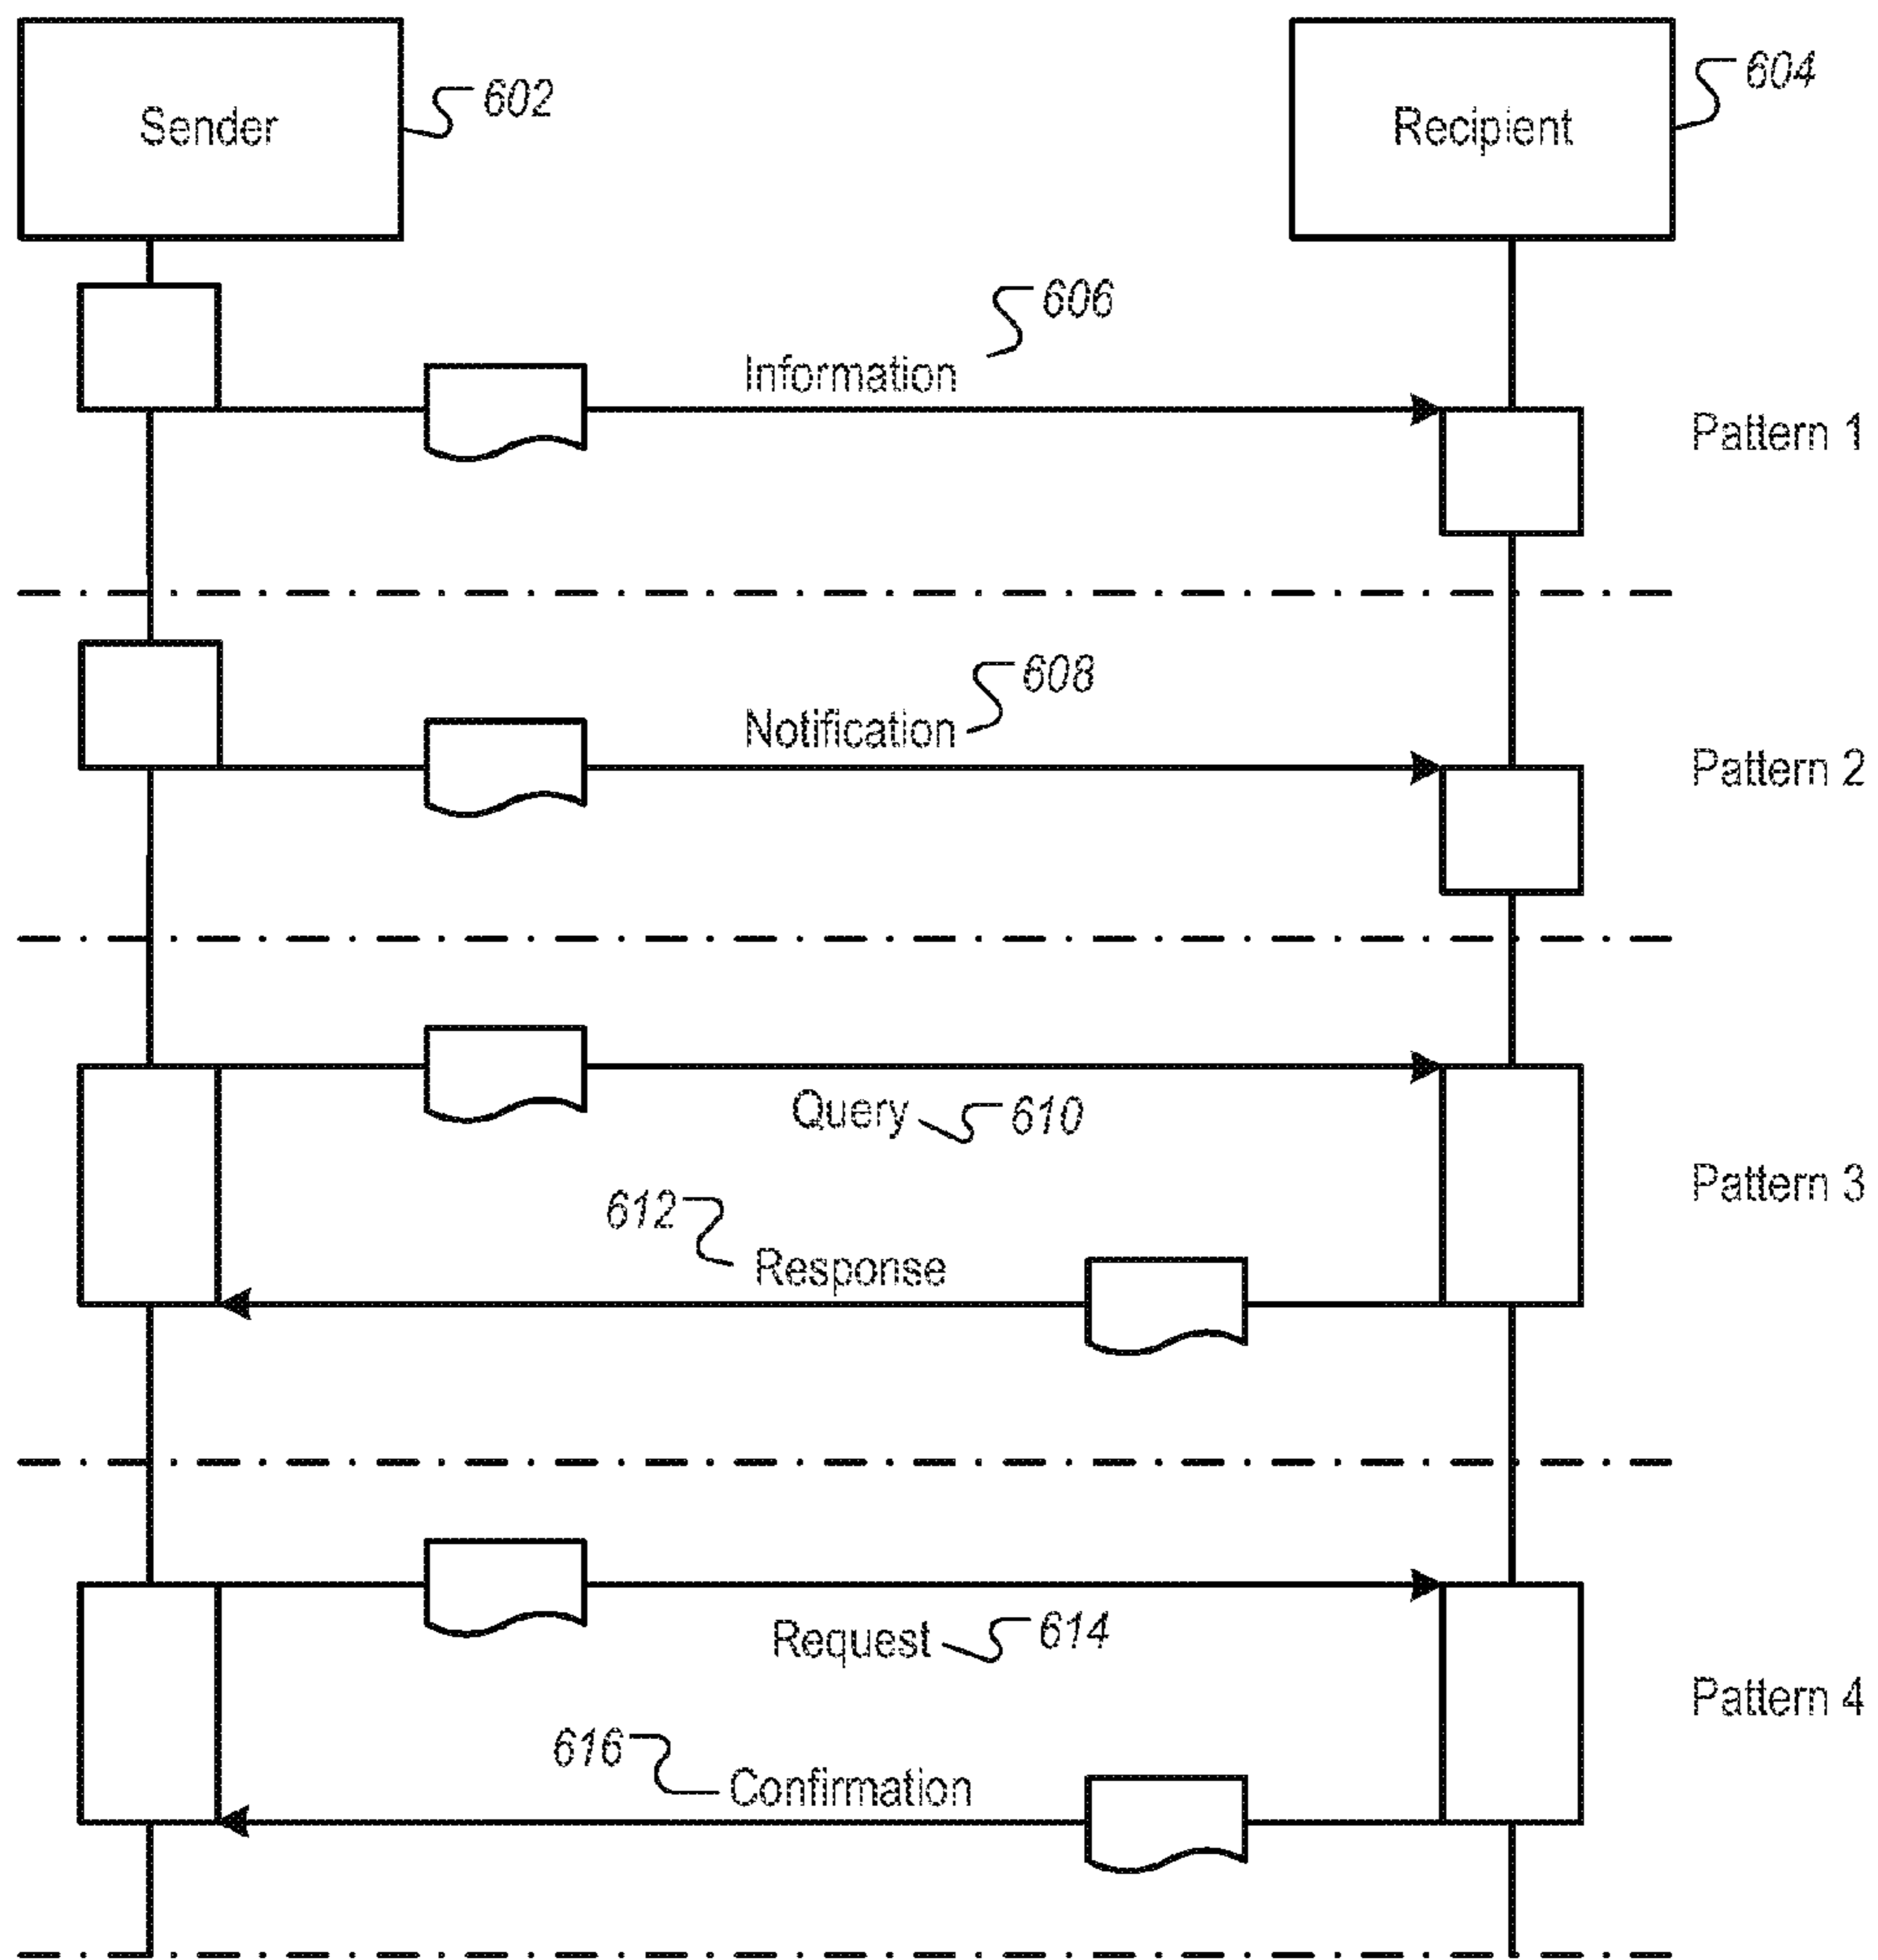 Sender
602
Recipient
604
606
Information
Pattern 1
608
Notification
Pattern 2
Query
610
Pattern 3
612
Response
Request
614
Pattern 4
616
Confirmation